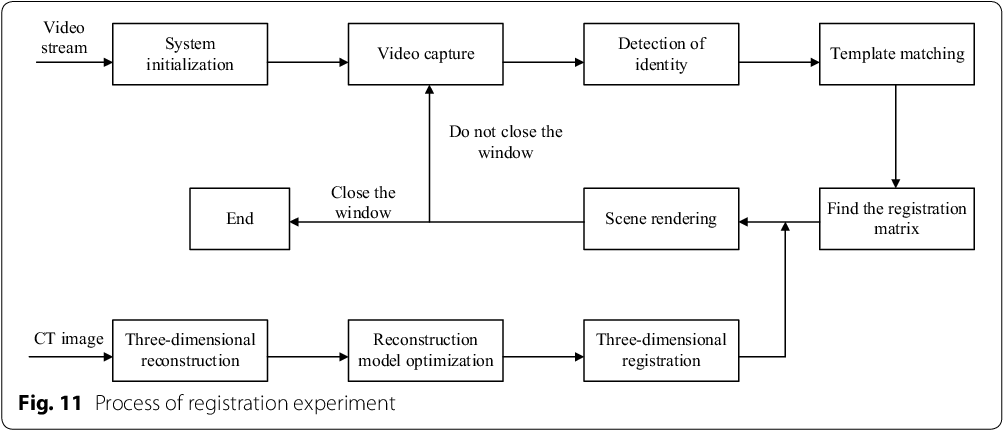 Video
stream
System
initialization
Video capture
Detection of
identity
Template matching
Do not close the
window
End
Close the
window
Scene rendering
Find the registration
matrix
CT image
Three-dimensional
reconstruction
Reconstruction
model optimization
Three-dimensional
registration
Fig. 11 Process of registration experiment